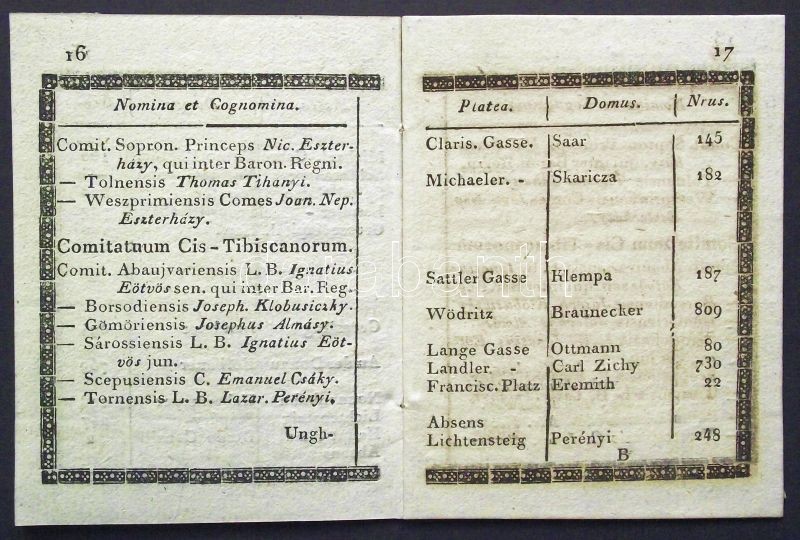 16
Nomina et Cognomina.
Comit. Sopron. Princeps Nic. Eszter-
házy, qui inter Baron. Regni.
— Tolnensis Thomas Tihanyi.
— Weszprimiensis Comes Joan. Nep.
Eszterházy.
Comitatuum Cis-Tibiscanorum.
Comit. Abaujvariensis L. B. Ignatius
Eötvös sen. qui inter Bar. Reg.
— Borsodiensis Joseph. Klobusiczky.
— Gömöriensis Josephus Almásy.
— Sárossiensis L. B. Ignatius Eöt-
vös jun.
— Scepusiensis C. Emanuel Csáky.
— Tornensis L. B. Lazar. Perényi.
Ungh-
17
Platea. Domus. Nrus.
Claris. Gasse. Saar 145
Michaeler. - Skaricza 182
Sattler Gasse Klempa 187
Wödritz Braunecker 809
Lange Gasse Ottmann 80
Landler - Carl Zichy 730
Francisc. Platz Eremith 22
Absens
Lichtensteig Perényi 248
B